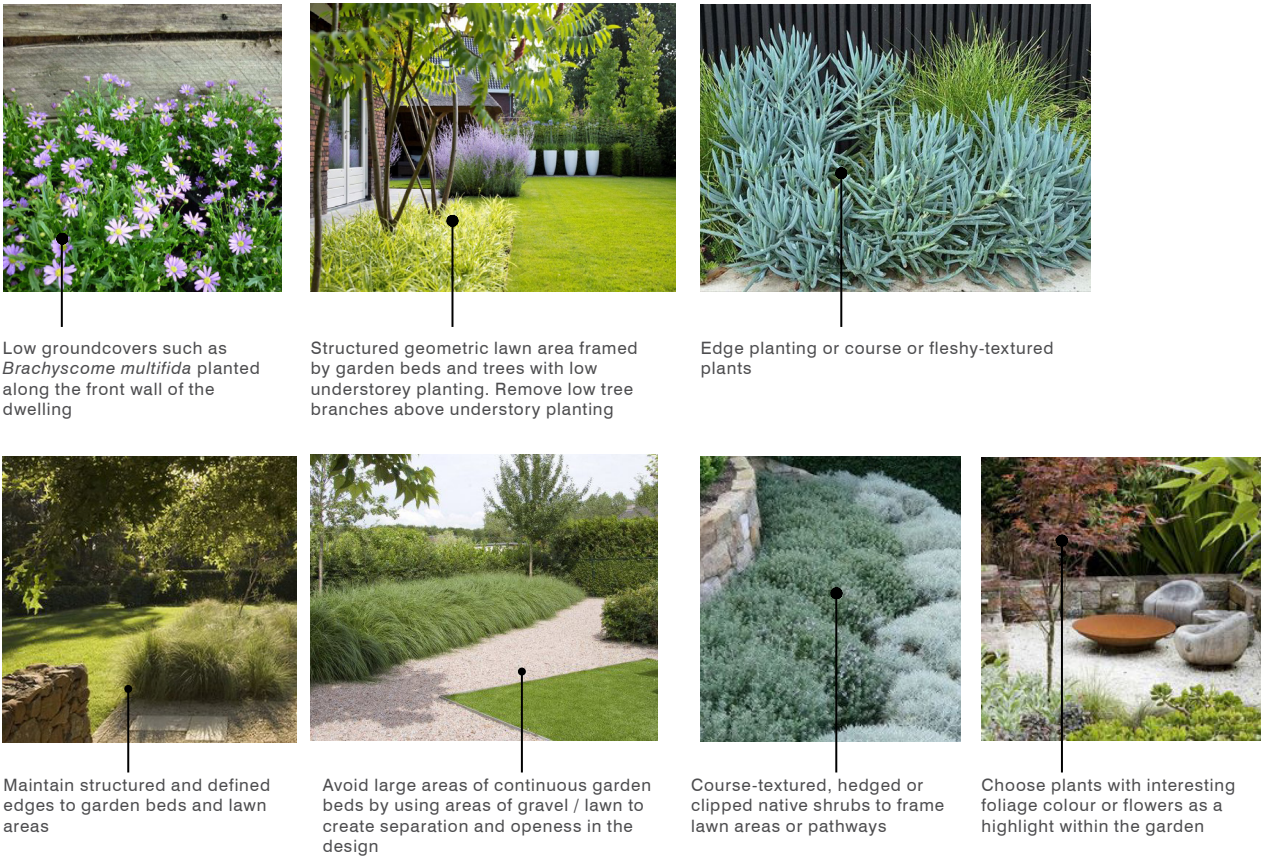 Low groundcovers such as
Brachyscome multifida planted
along the front wall of the
dwelling
Structured geometric lawn area framed
by garden beds and trees with low
understorey planting. Remove low tree
branches above understory planting
Edge planting or course or fleshy-textured
plants
Maintain structured and defined
edges to garden beds and lawn
areas
Avoid large areas of continuous garden
beds by using areas of gravel / lawn to
create separation and openess in the
design
Course-textured, hedged or
clipped native shrubs to frame
lawn areas or pathways
Choose plants with interesting
foliage colour or flowers as a
highlight within the garden